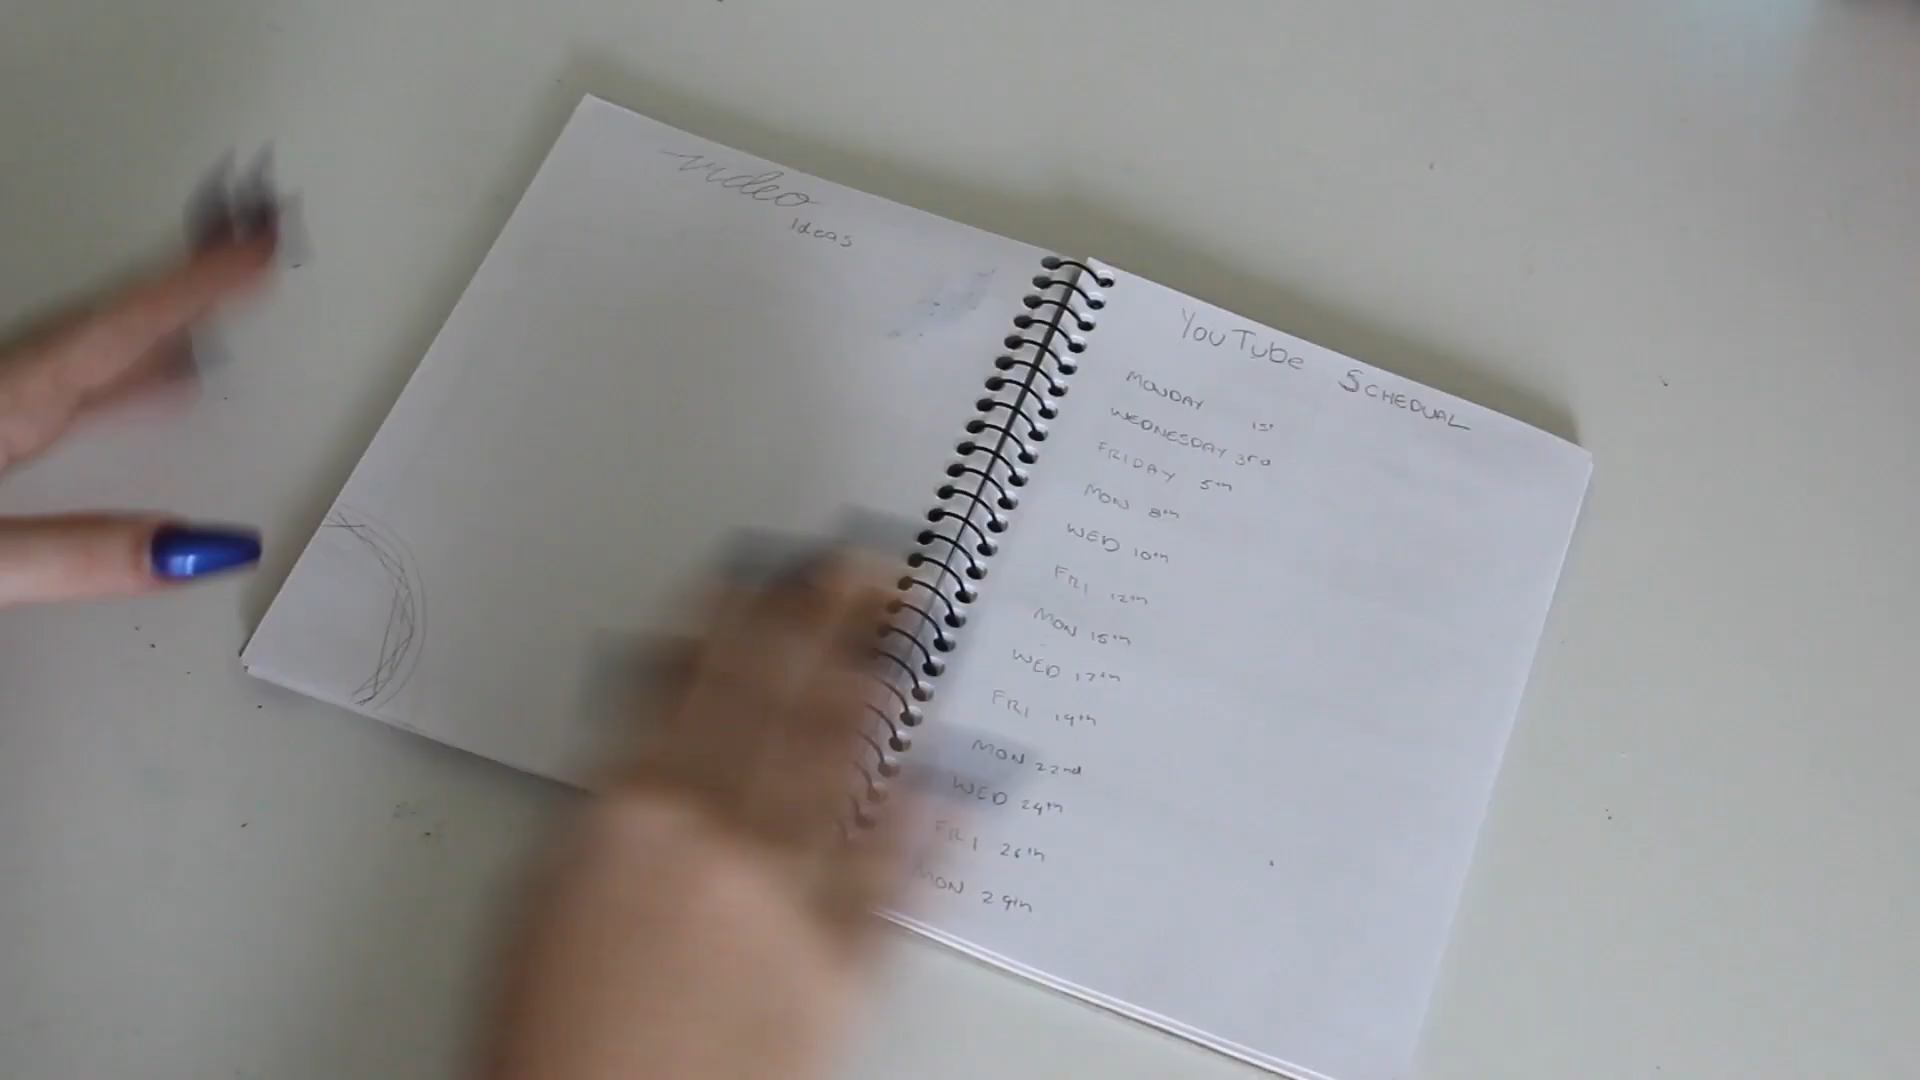 video
Ideas
YouTube SCHEDUAL
MONDAY 1st
WEDNESDAY 3rd
FRIDAY 5th
MON 8th
WED 10th
FRI 12th
MON 15th
WED 17th
FRI 19th
MON 22nd
WED 24th
FRI 26th
MON 29th